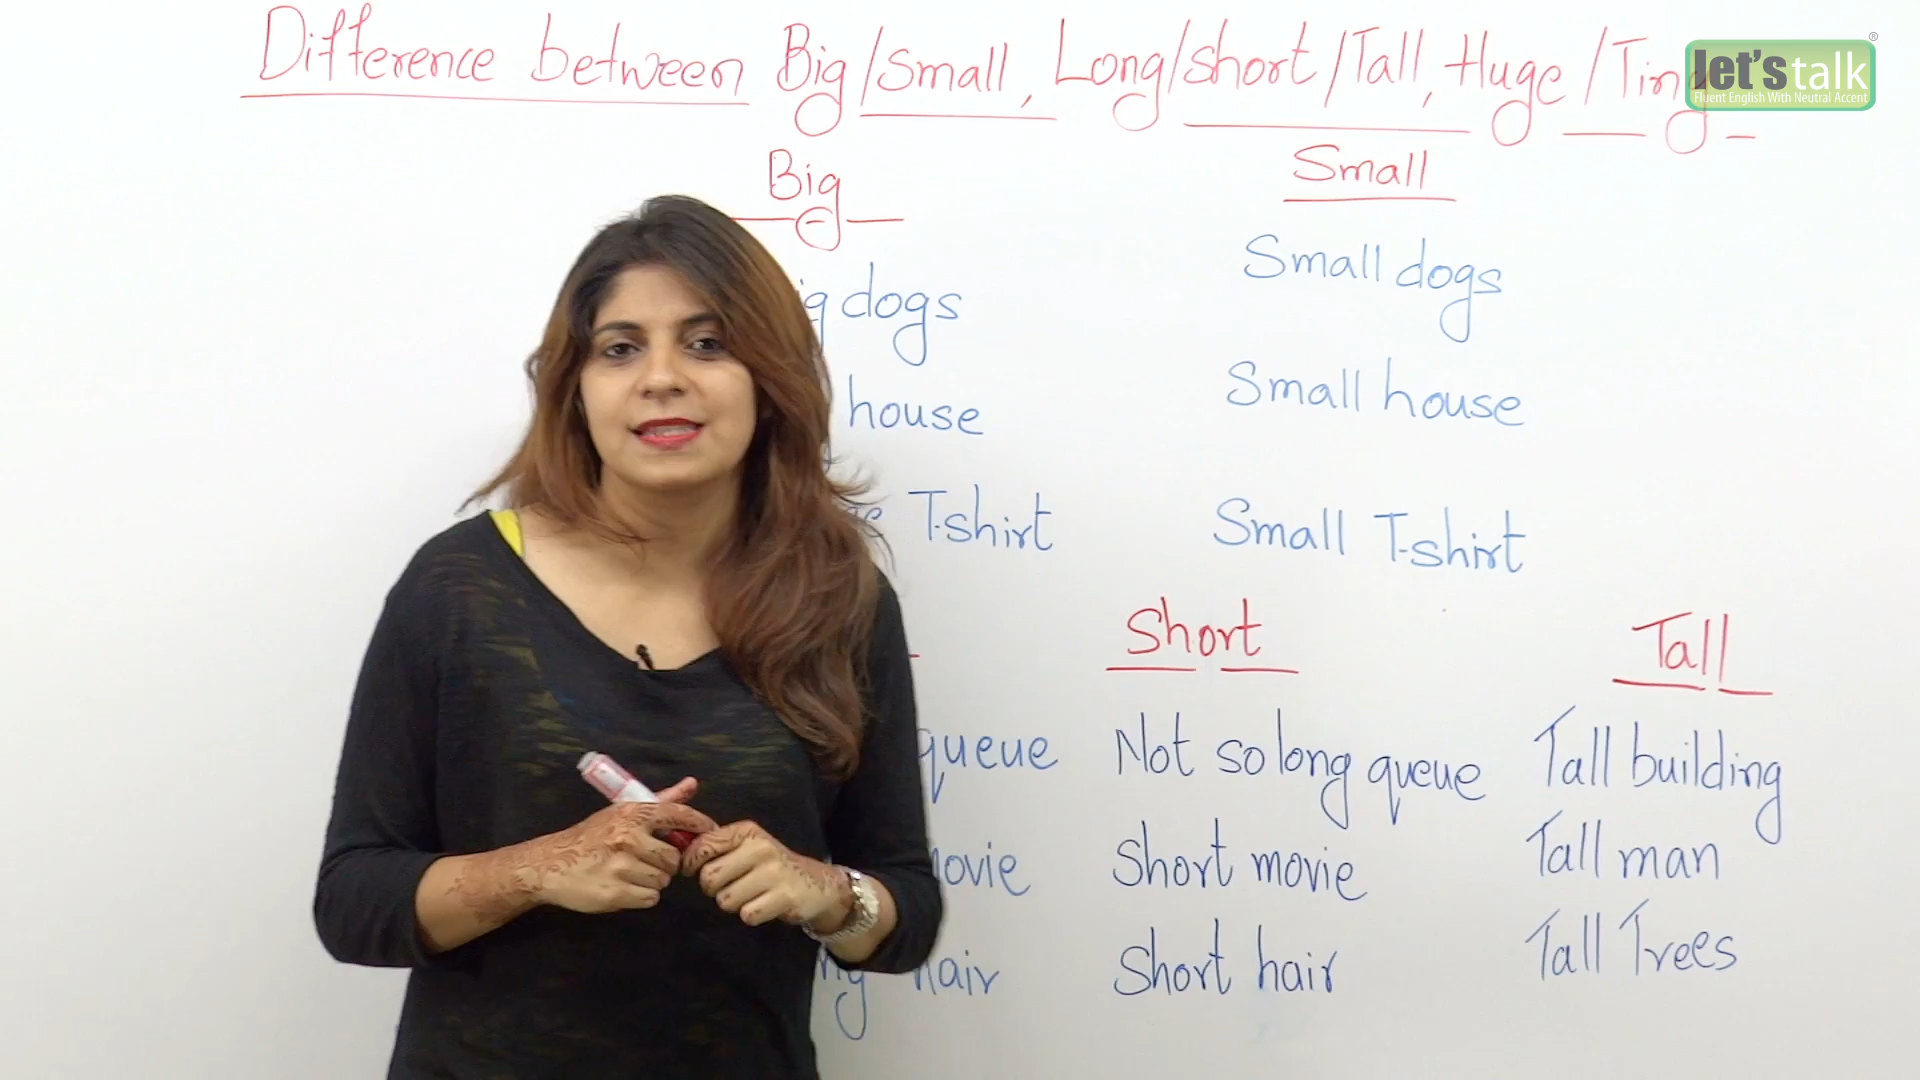 Difference between Big/Small, Long/short/Tall, Huge/Tiny
let's talk ®
Fluent English With Neutral Accent
Big Small
dogs Small dogs
house Small house
T-shirt Small T-shirt
Short Tall
queue Not so long queue Tall building
Short movie Tall man
hair Short hair Tall Trees